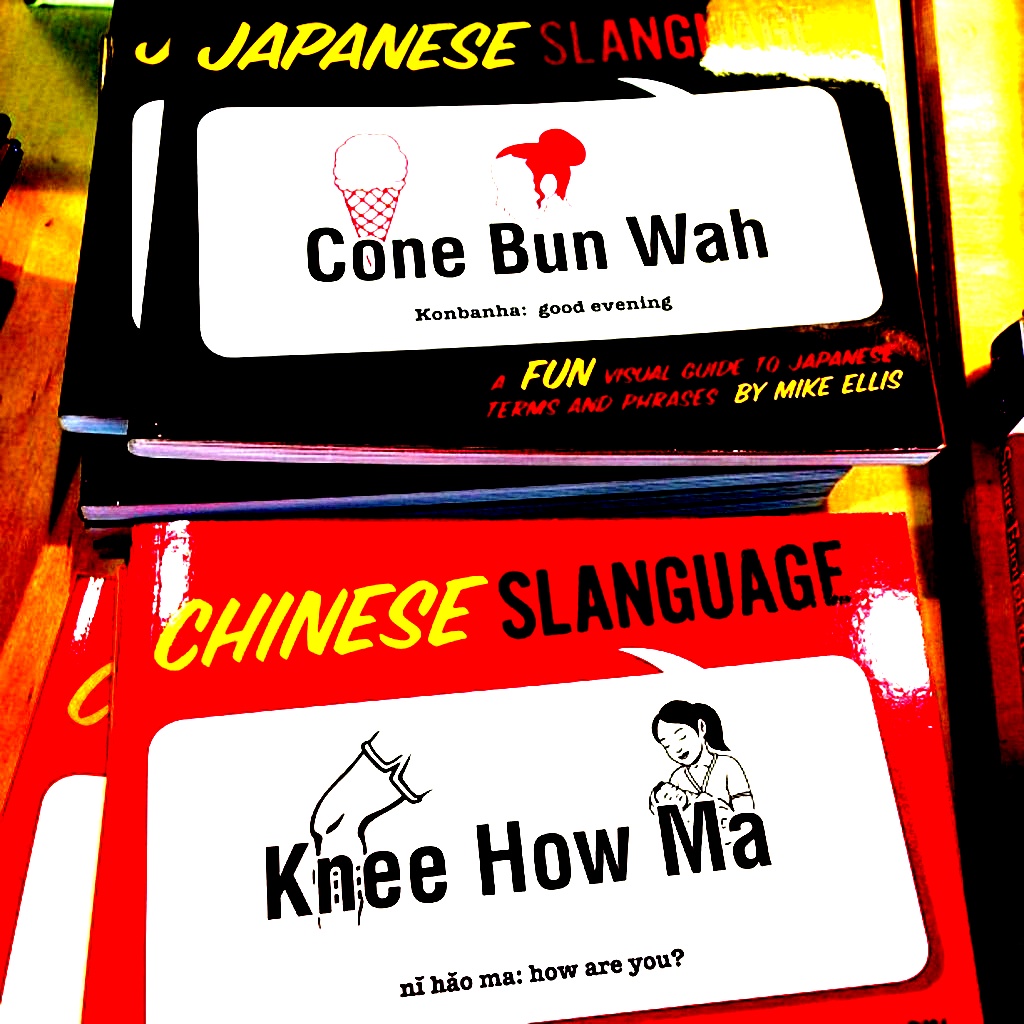 JAPANESE SLANGUAGE
Cone Bun Wah
Konbanha: good evening
A FUN VISUAL GUIDE TO JAPANESE
TERMS AND PHRASES BY MIKE ELLIS
CHINESE SLANGUAGE
Knee How Ma
nǐ hǎo ma: how are you?